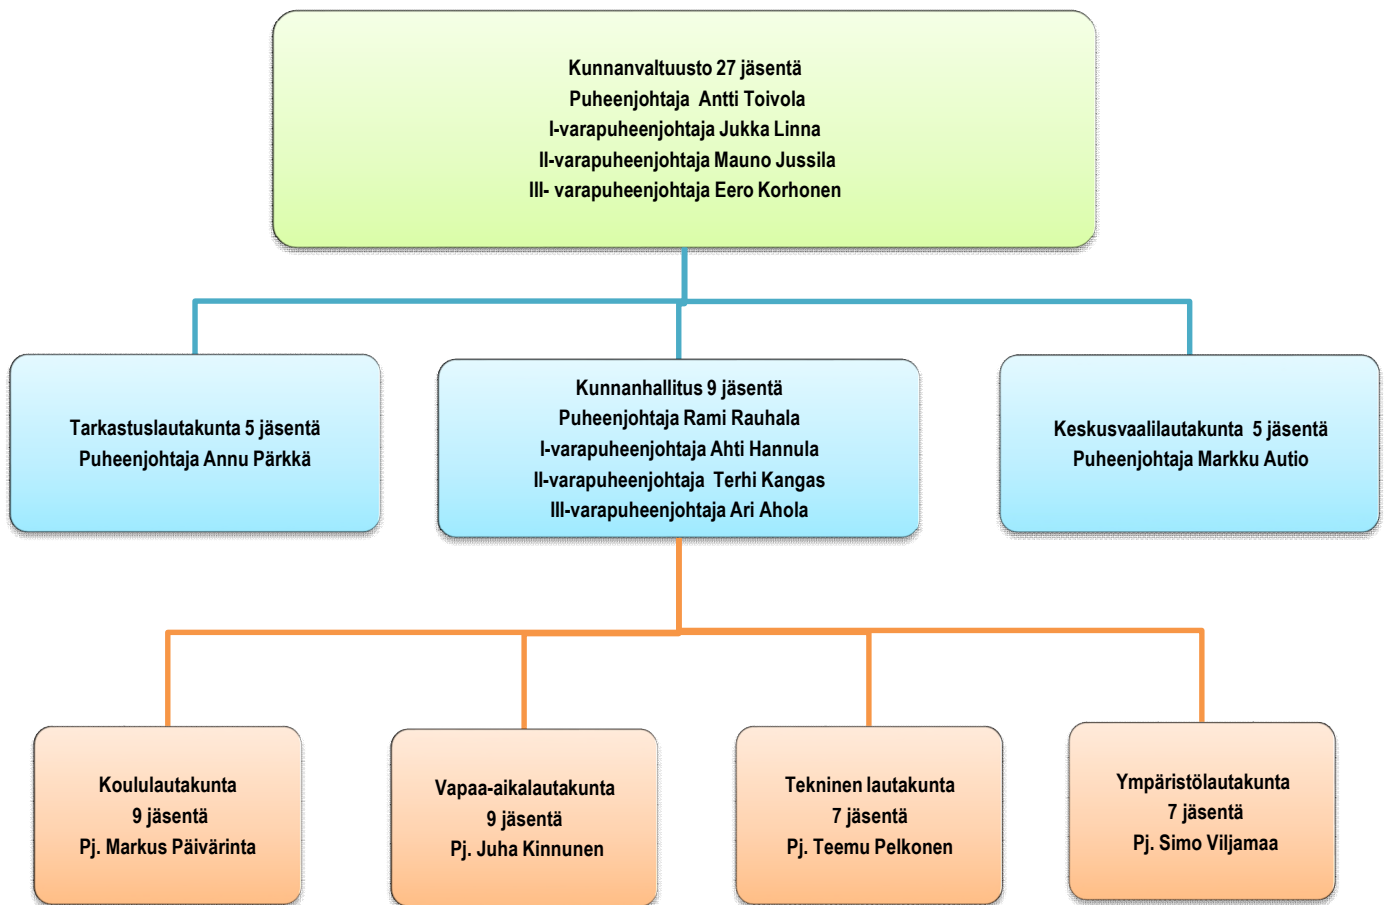 Kunnanvaltuusto 27 jäsentä
Puheenjohtaja Antti Toivola
I-varapuheenjohtaja Jukka Linna
II-varapuheenjohtaja Mauno Jussila
III- varapuheenjohtaja Eero Korhonen
Tarkastuslautakunta 5 jäsentä
Puheenjohtaja Annu Pärkkä
Kunnanhallitus 9 jäsentä
Puheenjohtaja Rami Rauhala
I-varapuheenjohtaja Ahti Hannula
II-varapuheenjohtaja Terhi Kangas
III-varapuheenjohtaja Ari Ahola
Keskusvaalilautakunta 5 jäsentä
Puheenjohtaja Markku Autio
Koululautakunta
9 jäsentä
Pj. Markus Päivärinta
Vapaa-aikalautakunta
9 jäsentä
Pj. Juha Kinnunen
Tekninen lautakunta
7 jäsentä
Pj. Teemu Pelkonen
Ympäristölautakunta
7 jäsentä
Pj. Simo Viljamaa